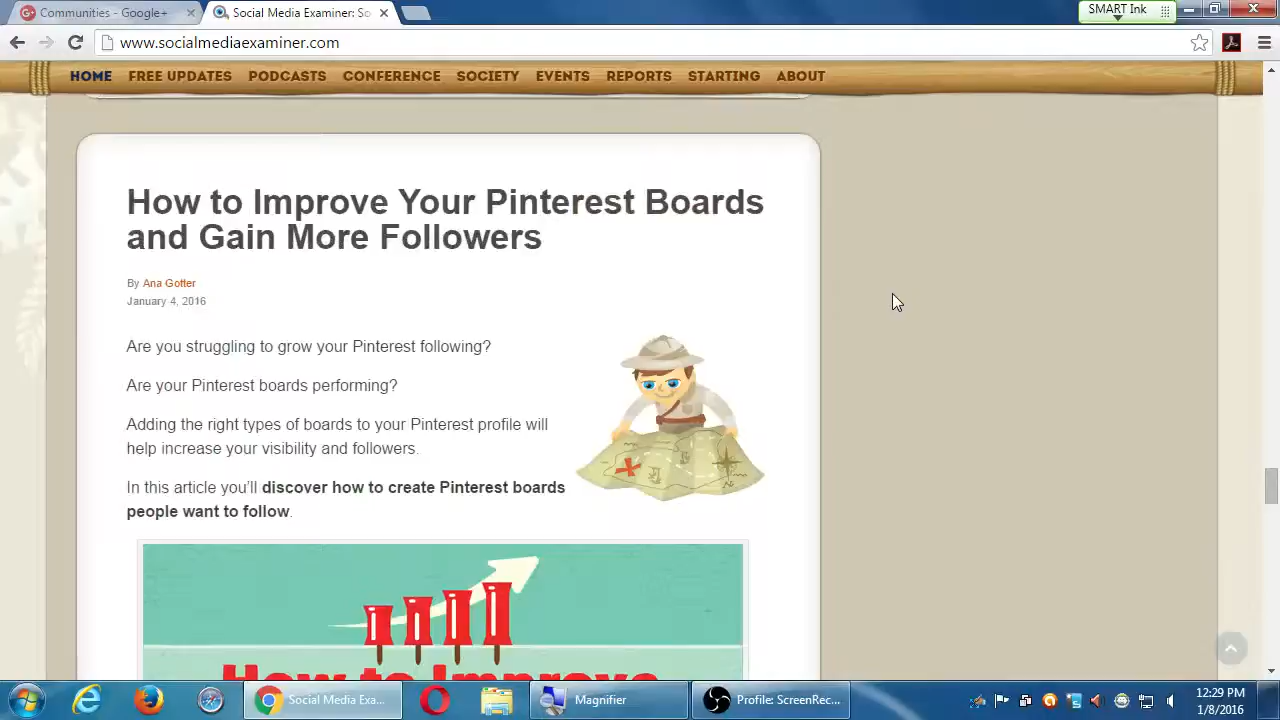 Communities - Google+
Social Media Examiner: So
SMART Ink
www.socialmediaexaminer.com
HOME FREE UPDATES PODCASTS CONFERENCE SOCIETY EVENTS REPORTS STARTING ABOUT
How to Improve Your Pinterest Boards
and Gain More Followers
By Ana Gotter
January 4, 2016
Are you struggling to grow your Pinterest following?
Are your Pinterest boards performing?
Adding the right types of boards to your Pinterest profile will
help increase your visibility and followers.
In this article you'll discover how to create Pinterest boards
people want to follow.
How to Improve
Social Media Exa...
Magnifier
Profile: ScreenRec...
12:29 PM
1/8/2016